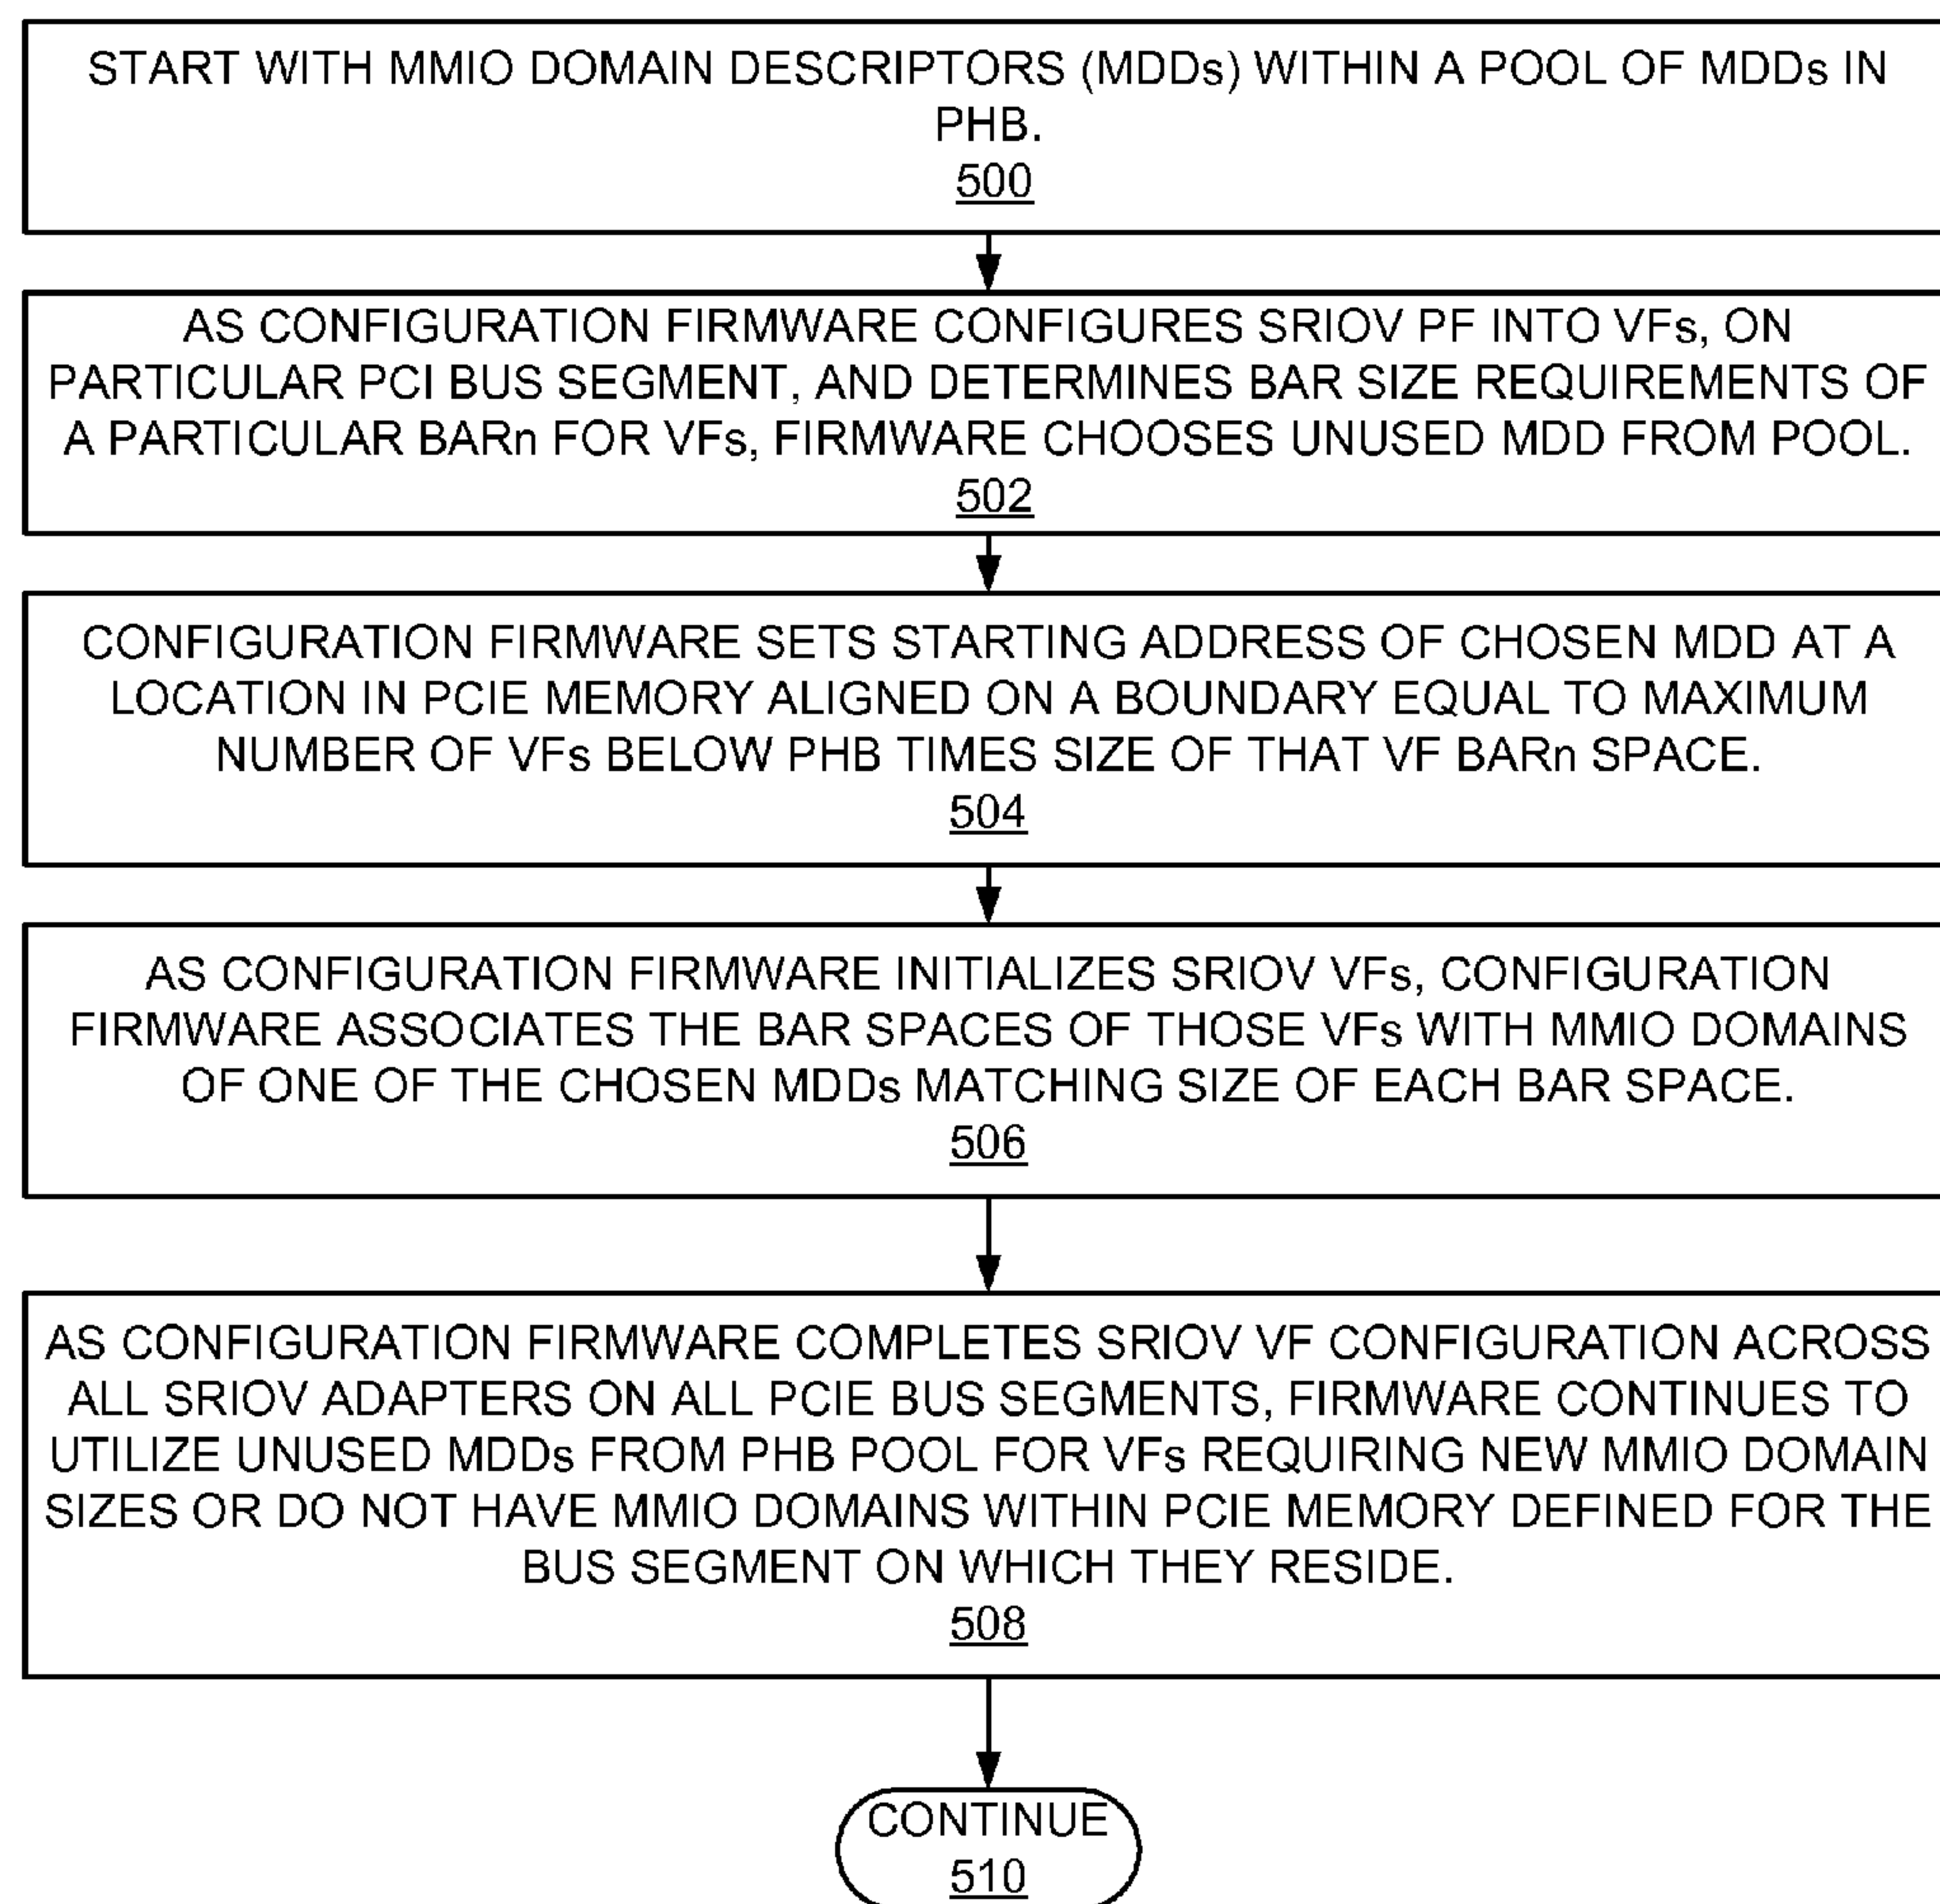 START WITH MMIO DOMAIN DESCRIPTORS (MDDs) WITHIN A POOL OF MDDs IN
PHB.
500
AS CONFIGURATION FIRMWARE CONFIGURES SRIOV PF INTO VFs, ON
PARTICULAR PCI BUS SEGMENT, AND DETERMINES BAR SIZE REQUIREMENTS OF
A PARTICULAR BARn FOR VFs, FIRMWARE CHOOSES UNUSED MDD FROM POOL.
502
CONFIGURATION FIRMWARE SETS STARTING ADDRESS OF CHOSEN MDD AT A
LOCATION IN PCIE MEMORY ALIGNED ON A BOUNDARY EQUAL TO MAXIMUM
NUMBER OF VFs BELOW PHB TIMES SIZE OF THAT VF BARn SPACE.
504
AS CONFIGURATION FIRMWARE INITIALIZES SRIOV VFs, CONFIGURATION
FIRMWARE ASSOCIATES THE BAR SPACES OF THOSE VFs WITH MMIO DOMAINS
OF ONE OF THE CHOSEN MDDs MATCHING SIZE OF EACH BAR SPACE.
506
AS CONFIGURATION FIRMWARE COMPLETES SRIOV VF CONFIGURATION ACROSS
ALL SRIOV ADAPTERS ON ALL PCIE BUS SEGMENTS, FIRMWARE CONTINUES TO
UTILIZE UNUSED MDDs FROM PHB POOL FOR VFs REQUIRING NEW MMIO DOMAIN
SIZES OR DO NOT HAVE MMIO DOMAINS WITHIN PCIE MEMORY DEFINED FOR THE
BUS SEGMENT ON WHICH THEY RESIDE.
508
CONTINUE
510